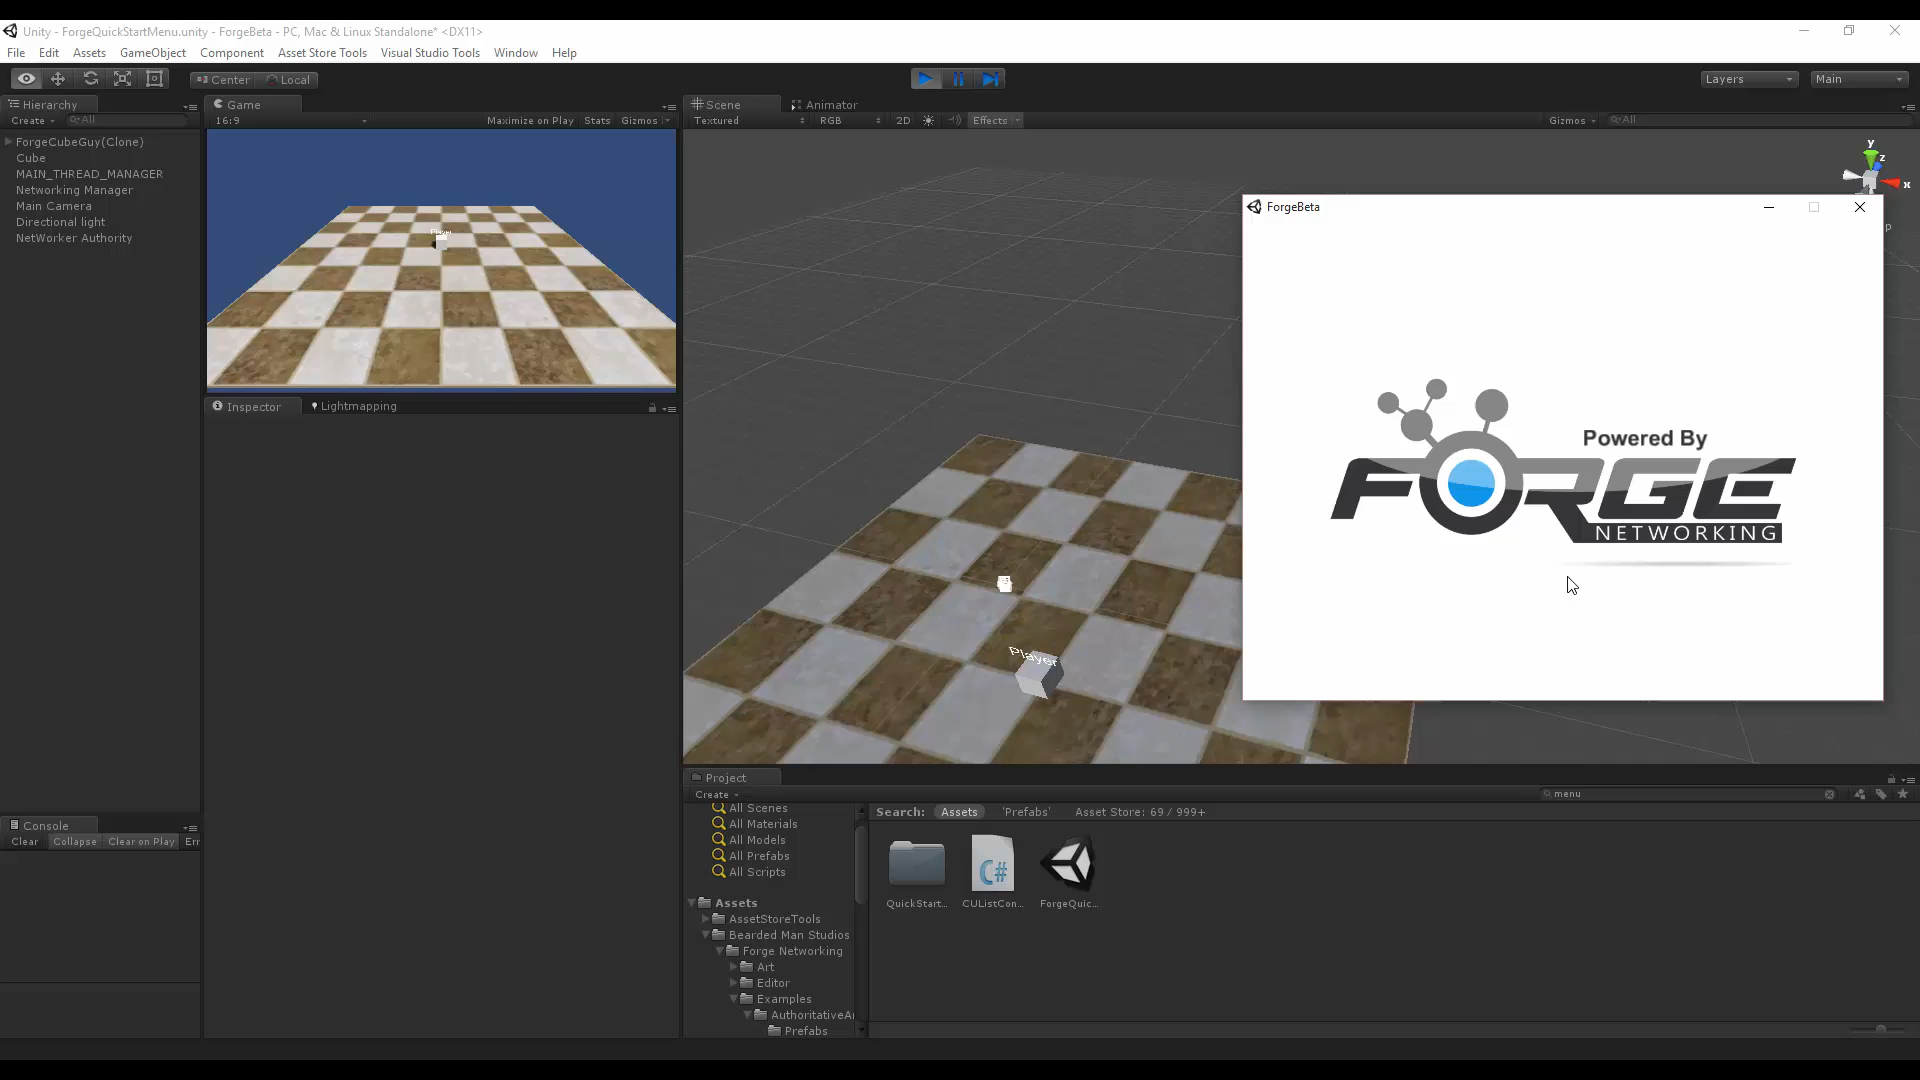 Unity - ForgeQuickStartMenu.unity - ForgeBeta - PC, Mac & Linux Standalone* <DX11>
File Edit Assets GameObject Component Asset Store Tools Visual Studio Tools Window Help
Center Local Layers Main
Hierarchy
Create All
ForgeCubeGuy(Clone)
Cube
MAIN_THREAD_MANAGER
Networking Manager
Main Camera
Directional light
NetWorker Authority
Game
16:9 Maximize on Play Stats Gizmos
Player
Inspector Lightmapping
Scene Animator
Textured RGB 2D Effects Gizmos All
y
z
x
p
Player
ForgeBeta
Powered By
FORGE
NETWORKING
Console
Clear Collapse Clear on Play Err
Project
Create menu
All Scenes
All Materials
All Models
All Prefabs
All Scripts
Assets
AssetStoreTools
Bearded Man Studios
Forge Networking
Art
Editor
Examples
AuthoritativeA
Prefabs
Search: Assets 'Prefabs' Asset Store: 69 / 999+
QuickStart... CUListCon... ForgeQuic...